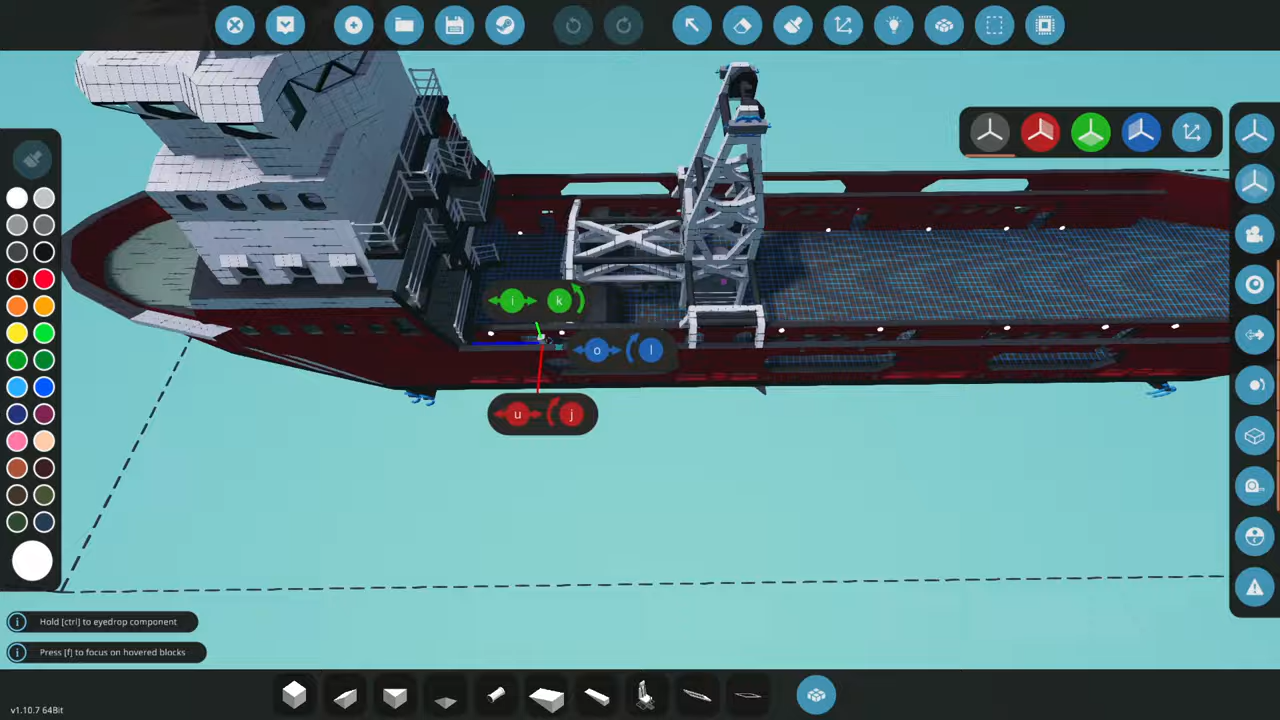 i k
o l
u j
Hold [ctrl] to eyedrop component
Press [f] to focus on hovered blocks
v1.10.7 64Bit